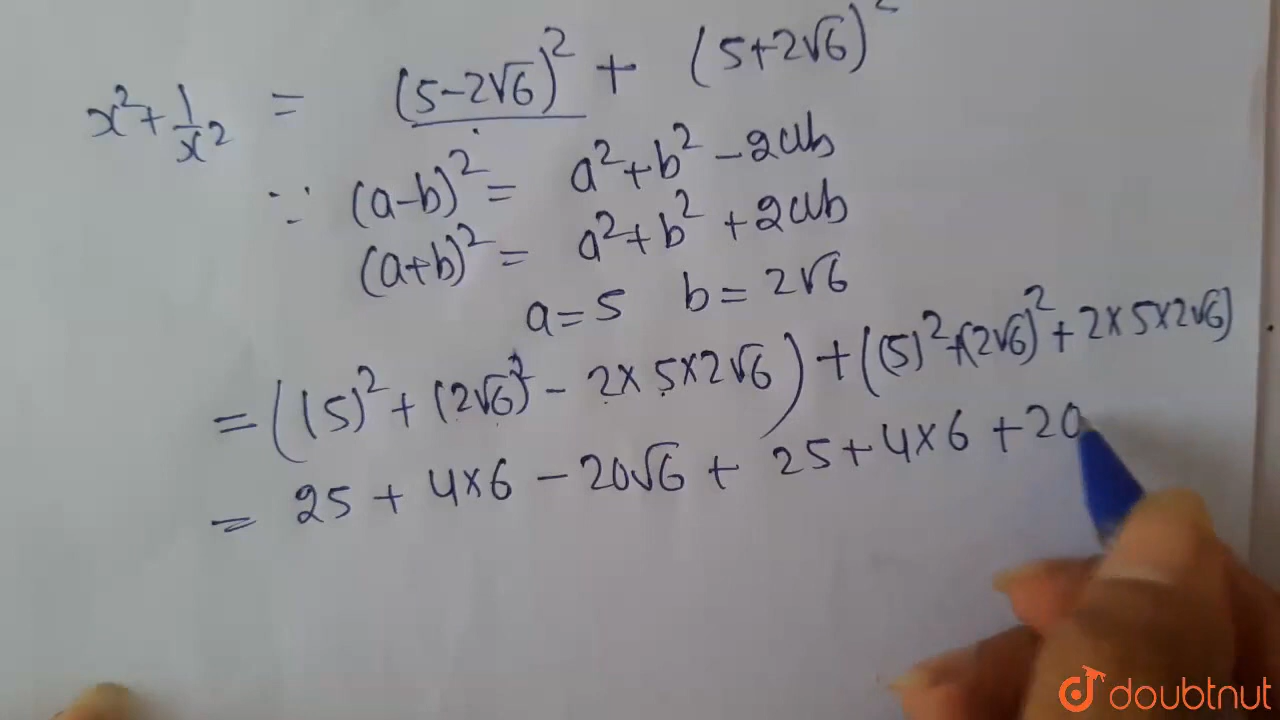 x² + 1/x² = (5-2√6)² + (5+2√6)²
∵ (a-b)² = a²+b² -2ab
(a+b)² = a²+b² +2ab
a=5 b=2√6
= ((5)² + (2√6)² - 2×5×2√6) + ((5)²+(2√6)²+2×5×2√6)
= 25 + 4×6 - 20√6 + 25+4×6 +20
doubtnut